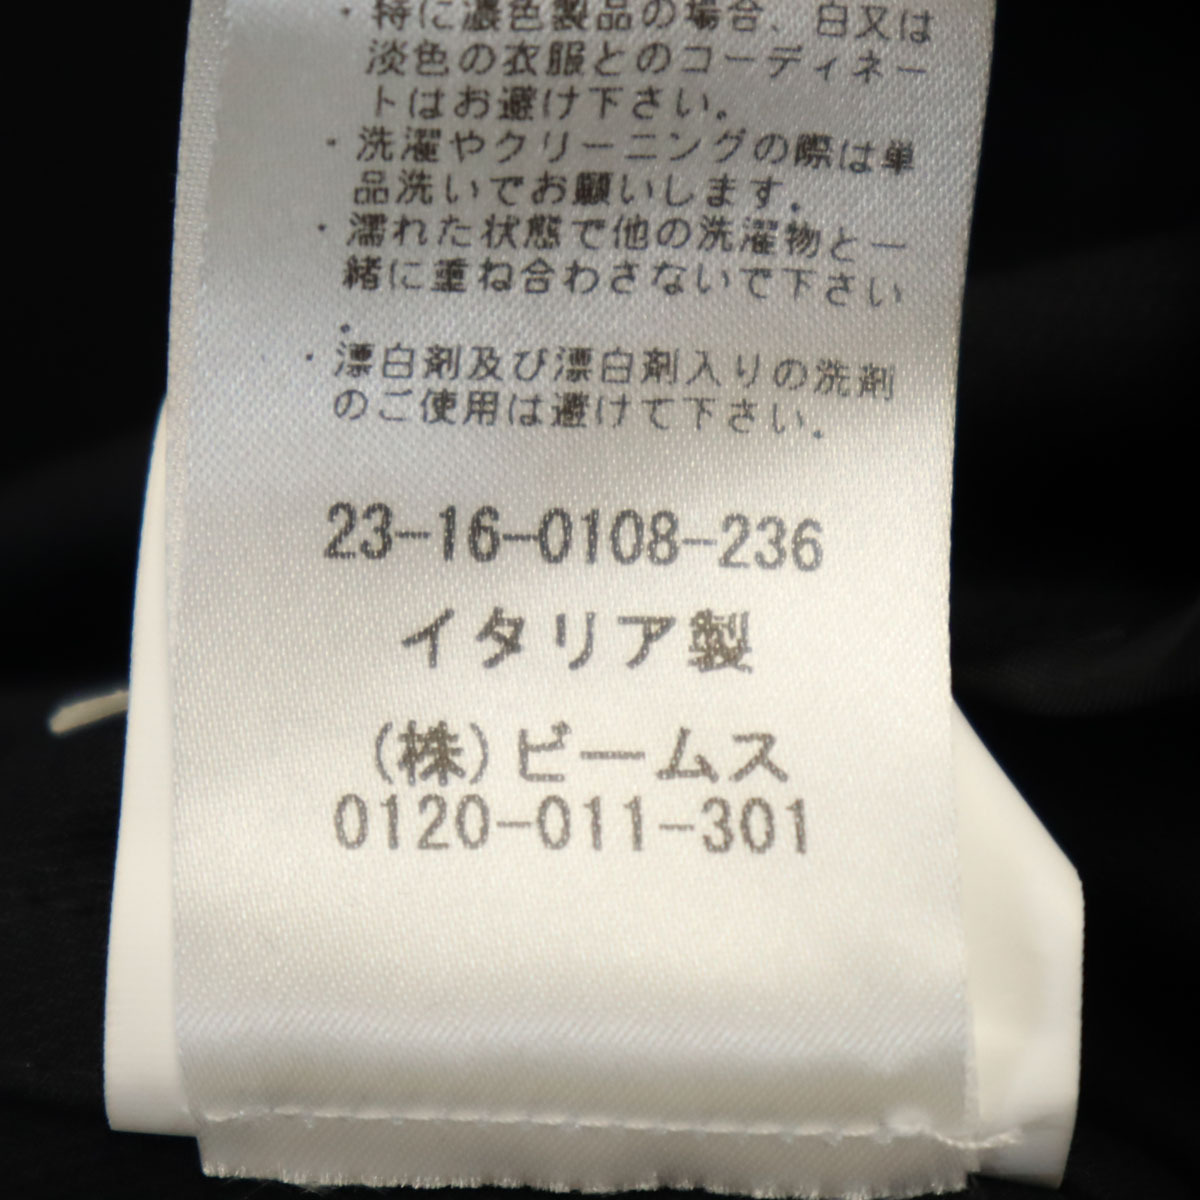 ・特に濃色製品の場合、白又は
淡色の衣服とのコーディネー
トはお避け下さい。
・洗濯やクリーニングの際は単
品洗いでお願いします。
・濡れた状態で他の洗濯物と一
緒に重ね合わさないで下さい
。
・漂白剤及び漂白剤入りの洗剤
のご使用は避けて下さい。
23-16-0108-236
イタリア製
(株)ビームス
0120-011-301